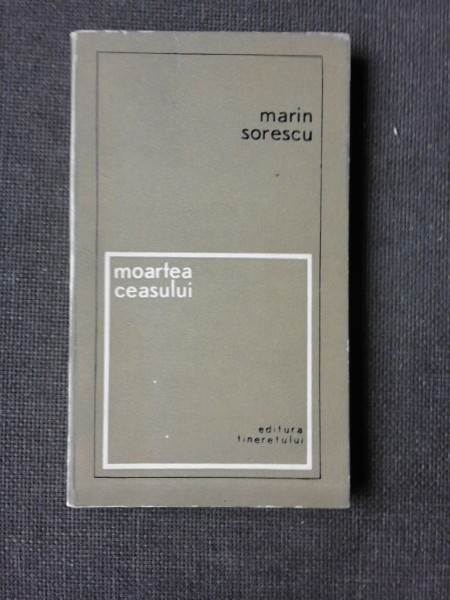 marin
sorescu
moartea
ceasului
editura
tineretului